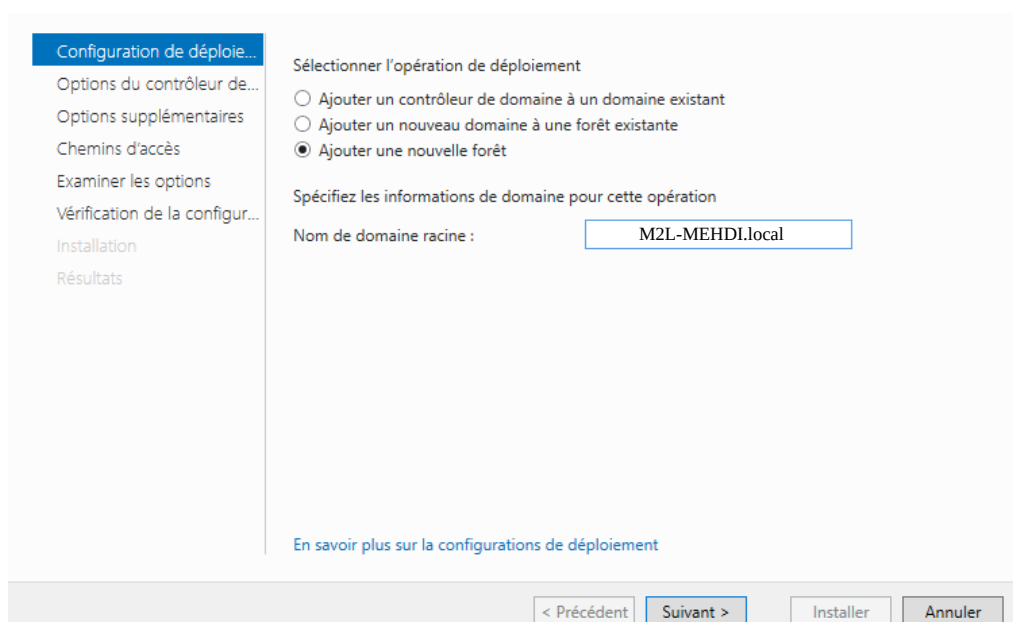 Configuration de déploie...
Options du contrôleur de...
Options supplémentaires
Chemins d'accès
Examiner les options
Vérification de la configur...
Installation
Résultats
Sélectionner l'opération de déploiement
Ajouter un contrôleur de domaine à un domaine existant
Ajouter un nouveau domaine à une forêt existante
Ajouter une nouvelle forêt
Spécifiez les informations de domaine pour cette opération
Nom de domaine racine : M2L-MEHDI.local
En savoir plus sur la configurations de déploiement
< Précédent Suivant > Installer Annuler